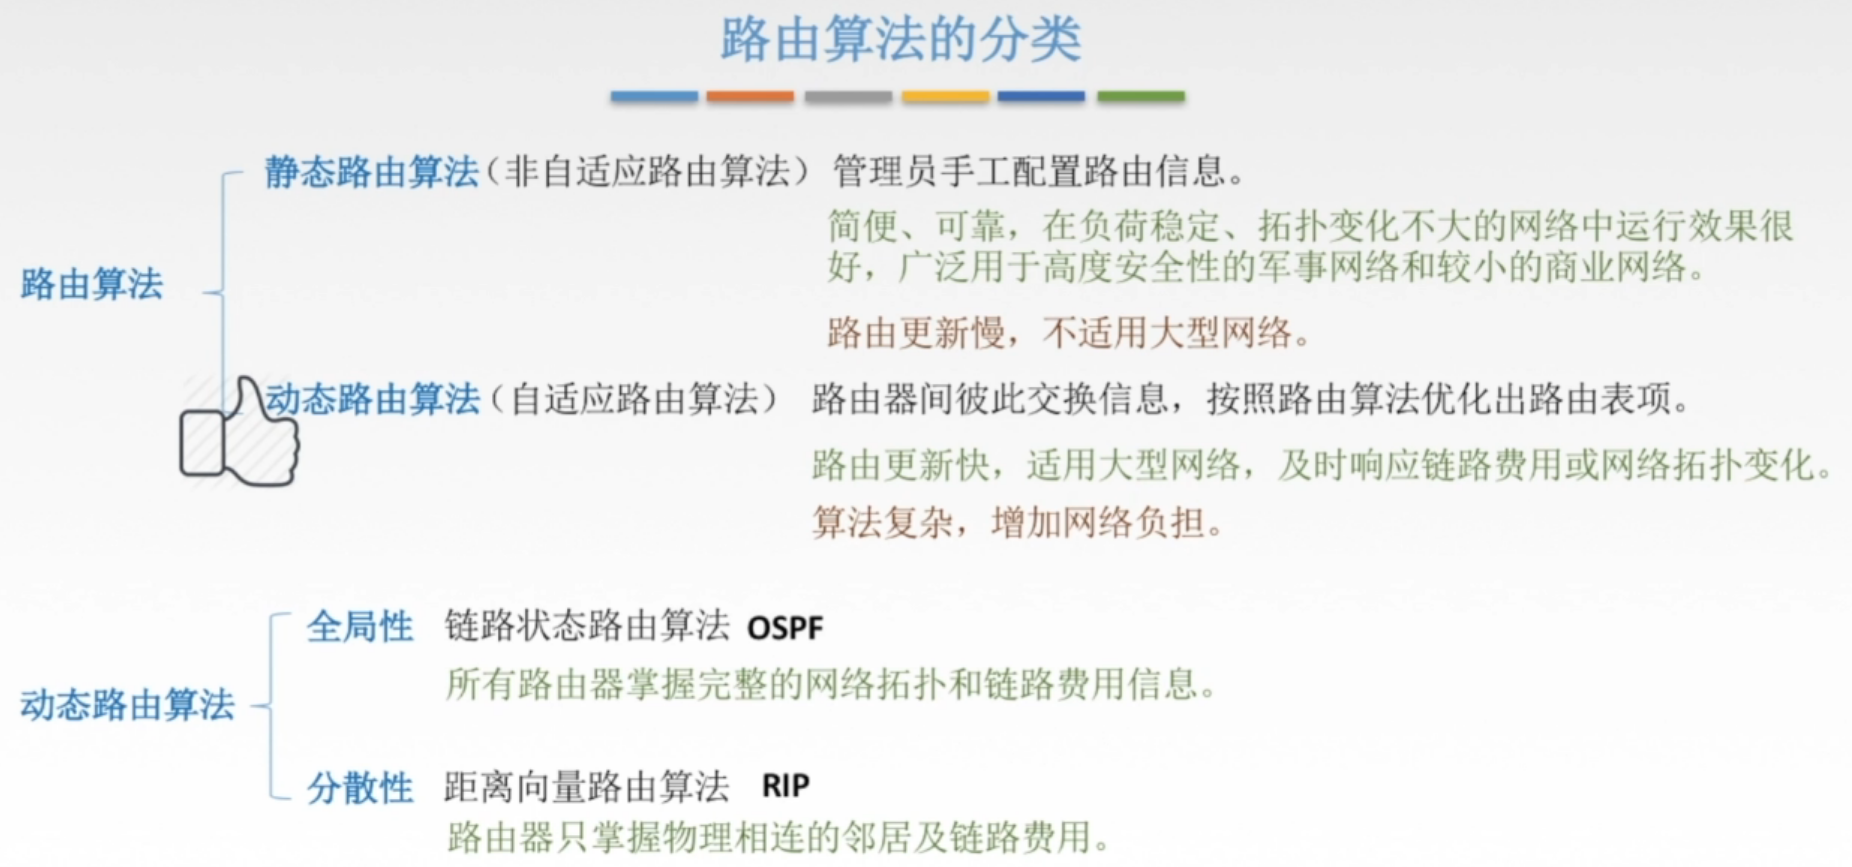 路由算法的分类
静态路由算法（非自适应路由算法） 管理员手工配置路由信息。
简便、可靠，在负荷稳定、拓扑变化不大的网络中运行效果很
好，广泛用于高度安全性的军事网络和较小的商业网络。
路由算法
路由更新慢，不适用大型网络。
动态路由算法（自适应路由算法） 路由器间彼此交换信息，按照路由算法优化出路由表项。
路由更新快，适用大型网络，及时响应链路费用或网络拓扑变化。
算法复杂，增加网络负担。
全局性 链路状态路由算法 OSPF
所有路由器掌握完整的网络拓扑和链路费用信息。
动态路由算法
分散性 距离向量路由算法 RIP
路由器只掌握物理相连的邻居及链路费用。